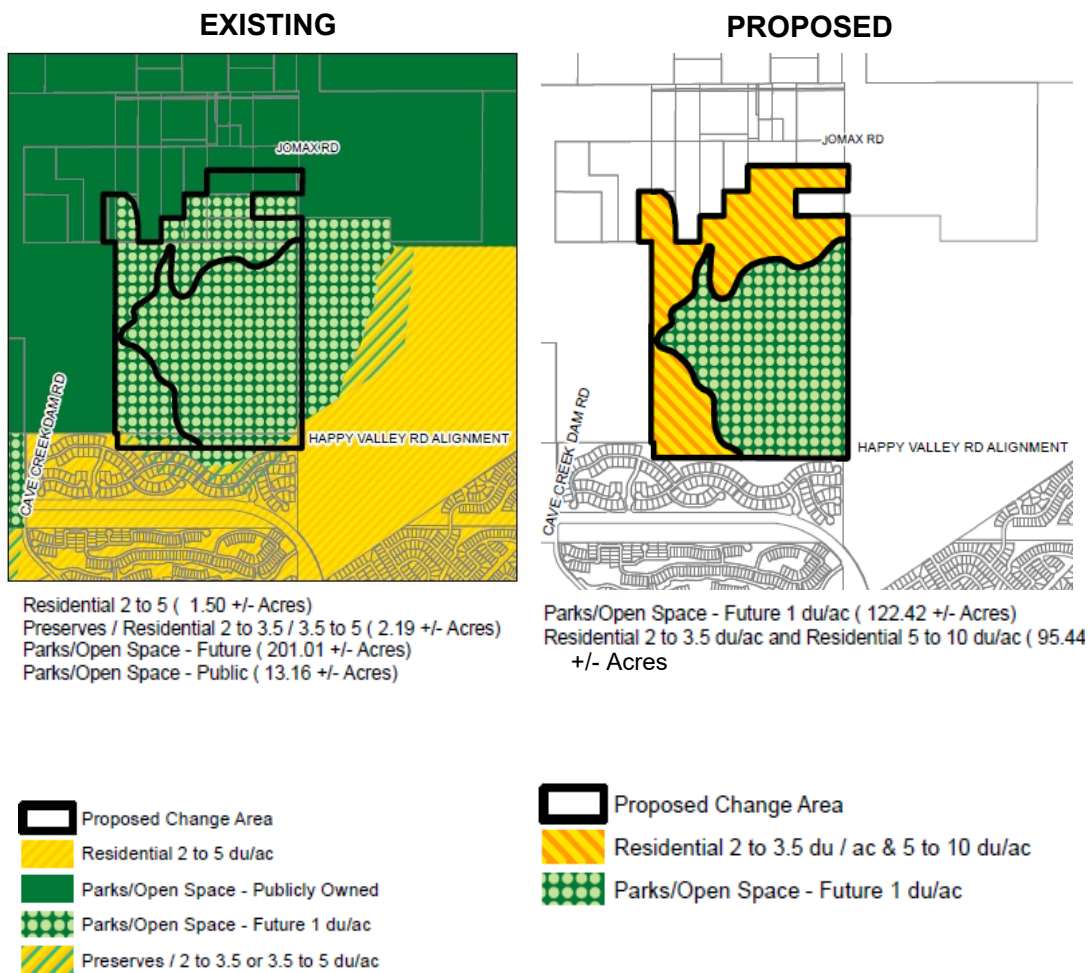 EXISTING
JOMAX RD
CAVE CREEK DAM RD
HAPPY VALLEY RD ALIGNMENT
Residential 2 to 5 ( 1.50 +/- Acres)
Preserves / Residential 2 to 3.5 / 3.5 to 5 ( 2.19 +/- Acres)
Parks/Open Space - Future ( 201.01 +/- Acres)
Parks/Open Space - Public ( 13.16 +/- Acres)
Proposed Change Area
Residential 2 to 5 du/ac
Parks/Open Space - Publicly Owned
Parks/Open Space - Future 1 du/ac
Preserves / 2 to 3.5 or 3.5 to 5 du/ac
PROPOSED
JOMAX RD
CAVE CREEK DAM RD
HAPPY VALLEY RD ALIGNMENT
Parks/Open Space - Future 1 du/ac ( 122.42 +/- Acres)
Residential 2 to 3.5 du/ac and Residential 5 to 10 du/ac ( 95.44
+/- Acres
Proposed Change Area
Residential 2 to 3.5 du / ac & 5 to 10 du/ac
Parks/Open Space - Future 1 du/ac